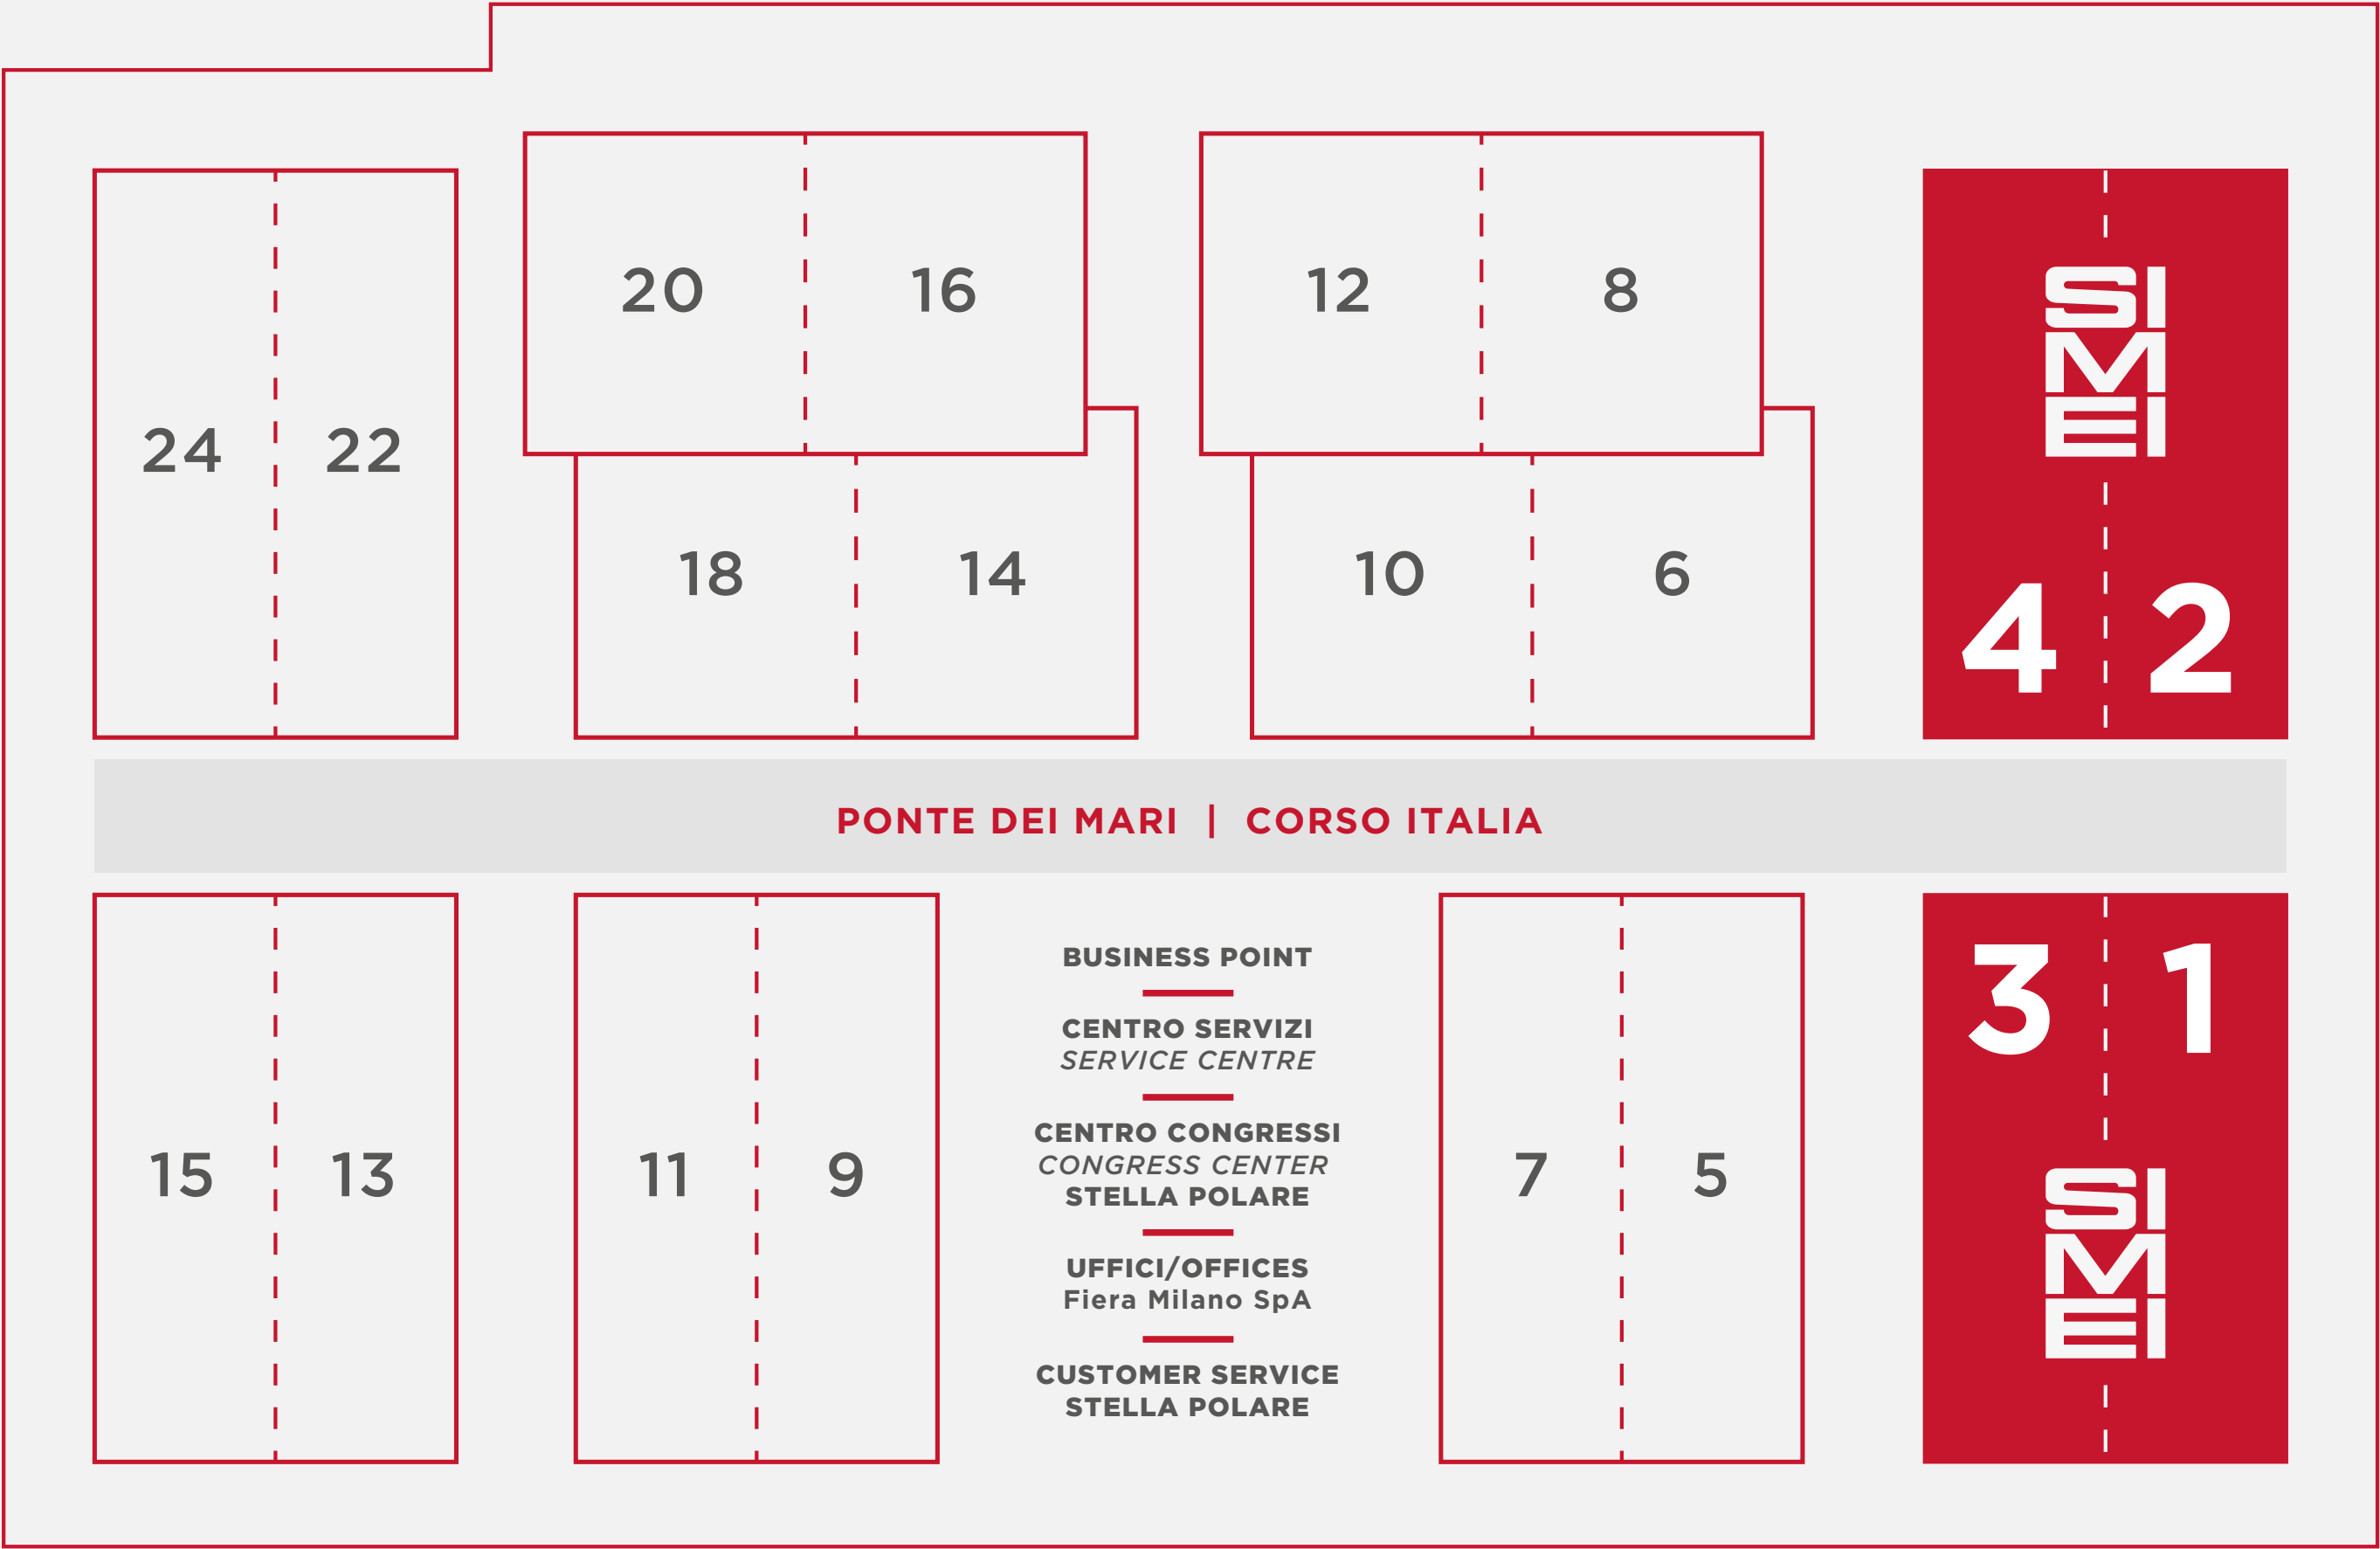 20 16 12 8
SI
M
EI
24 22
18 14 10 6
4 2
PONTE DEI MARI | CORSO ITALIA
3 1
BUSINESS POINT
CENTRO SERVIZI
SERVICE CENTRE
CENTRO CONGRESSI
CONGRESS CENTER
STELLA POLARE
15 13 11 9 7 5
SI
M
EI
UFFICI/OFFICES
Fiera Milano SpA
CUSTOMER SERVICE
STELLA POLARE